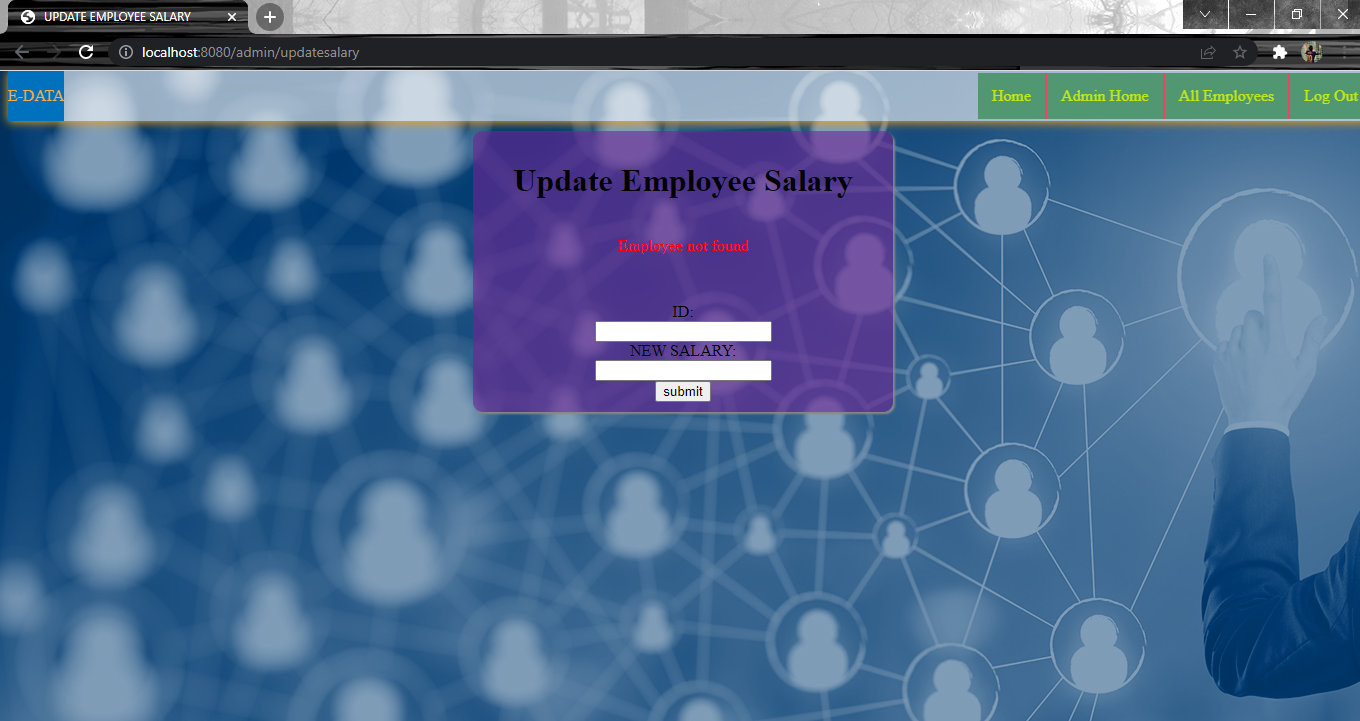 UPDATE EMPLOYEE SALARY
localhost:8080/admin/updatesalary
E-DATA Home Admin Home All Employees Log Out
Update Employee Salary
Employee not found
ID:
NEW SALARY:
submit